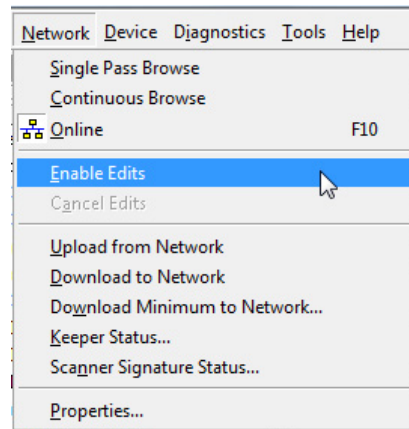 Network Device Diagnostics Tools Help
Single Pass Browse
Continuous Browse
Online F10
Enable Edits
Cancel Edits
Upload from Network
Download to Network
Download Minimum to Network...
Keeper Status...
Scanner Signature Status...
Properties...